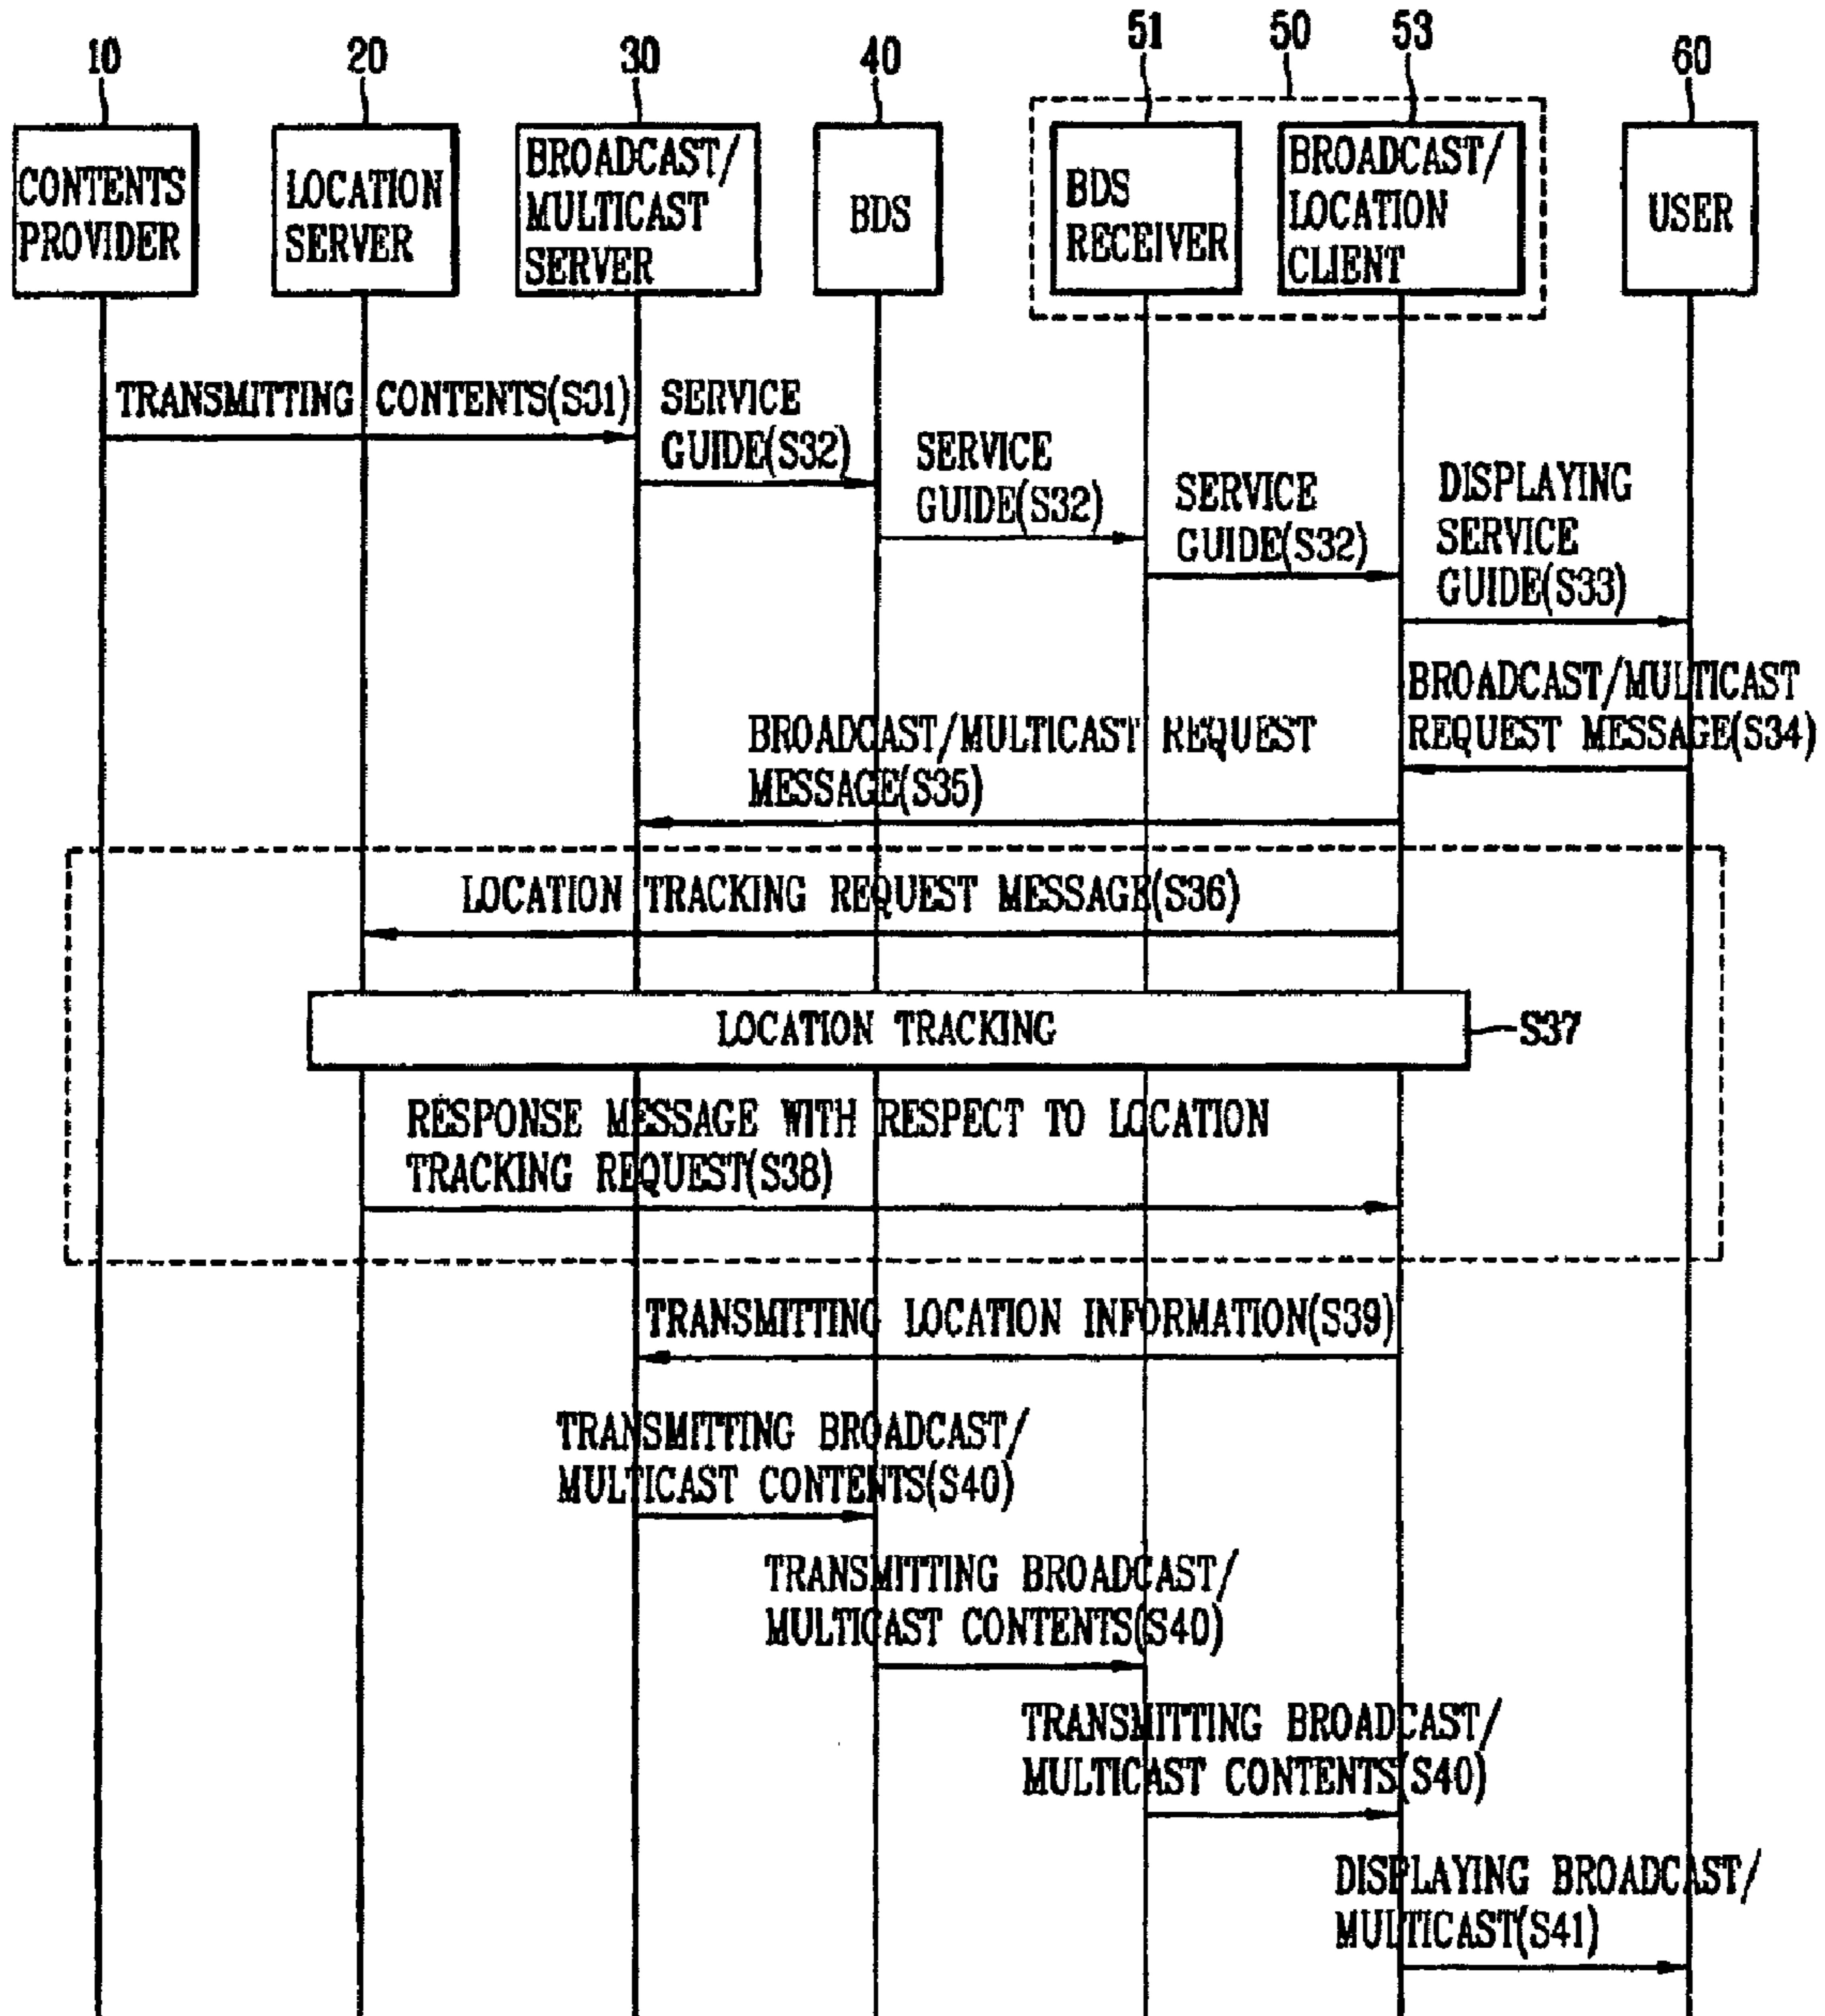 10
20
30
40
51
50
53
60
CONTENTS
PROVIDER
LOCATION
SERVER
BROADCAST/
MULTICAST
SERVER
BDS
BDS
RECEIVER
BROADCAST/
LOCATION
CLIENT
USER
TRANSMITTING CONTENTS(S31)
SERVICE
GUIDE(S32)
SERVICE
GUIDE(S32)
SERVICE
GUIDE(S32)
DISPLAYING
SERVICE
GUIDE(S33)
BROADCAST/MULTICAST
REQUEST MESSAGE(S34)
BROADCAST/MULTICAST REQUEST
MESSAGE(S35)
LOCATION TRACKING REQUEST MESSAGE(S36)
LOCATION TRACKING
S37
RESPONSE MESSAGE WITH RESPECT TO LOCATION
TRACKING REQUEST(S38)
TRANSMITTING LOCATION INFORMATION(S39)
TRANSMITTING BROADCAST/
MULTICAST CONTENTS(S40)
TRANSMITTING BROADCAST/
MULTICAST CONTENTS(S40)
TRANSMITTING BROADCAST/
MULTICAST CONTENTS(S40)
DISPLAYING BROADCAST/
MULTICAST(S41)